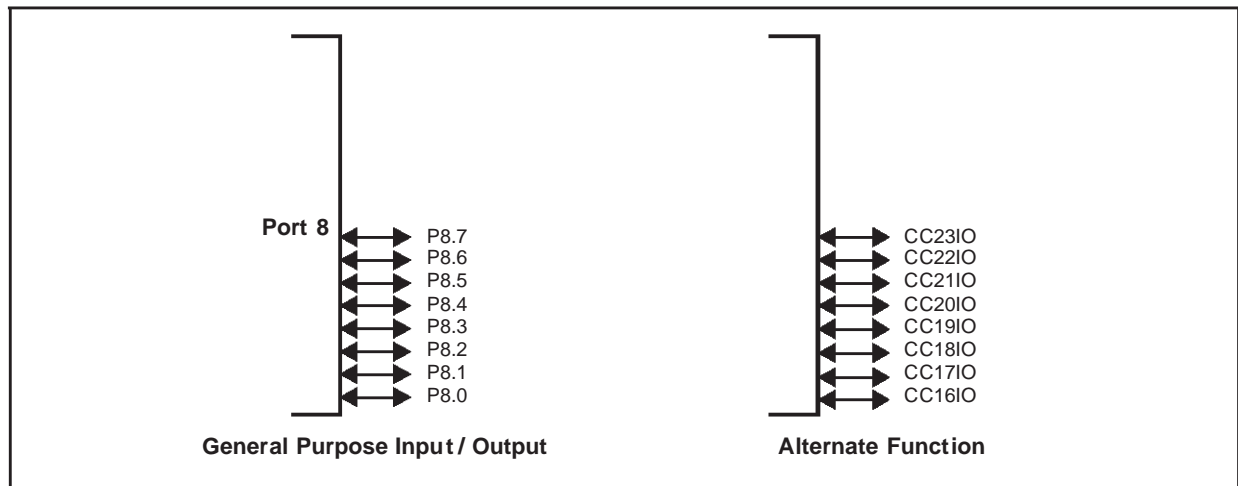 Port 8
P8.7
P8.6
P8.5
P8.4
P8.3
P8.2
P8.1
P8.0
General Purpose Input / Output
CC23IO
CC22IO
CC21IO
CC20IO
CC19IO
CC18IO
CC17IO
CC16IO
Alternate Function